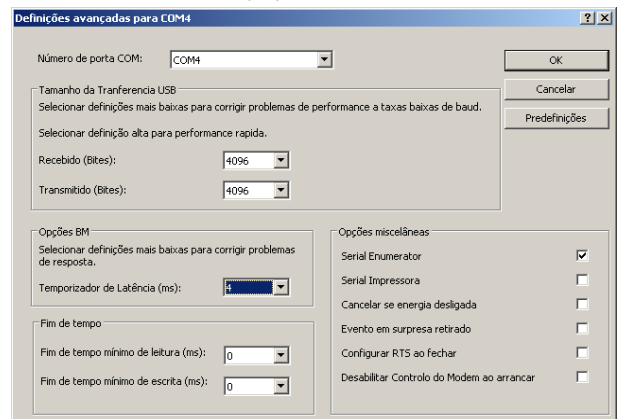 Definições avançadas para COM4
Número de porta COM: COM4
OK
Cancelar
Predefinições
Tamanho da Tranferencia USB
Selecionar definições mais baixas para corrigir problemas de performance a taxas baixas de baud.
Selecionar definição alta para performance rapida.
Recebido (Bites): 4096
Transmitido (Bites): 4096
Opções BM
Selecionar definições mais baixas para corrigir problemas
de resposta.
Temporizador de Latência (ms): 4
Fim de tempo
Fim de tempo mínimo de leitura (ms): 0
Fim de tempo mínimo de escrita (ms): 0
Opções misceláneas
Serial Enumerator
Serial Impressora
Cancelar se energia desligada
Evento em surpresa retirado
Configurar RTS ao fechar
Desabilitar Controlo do Modem ao arrancar